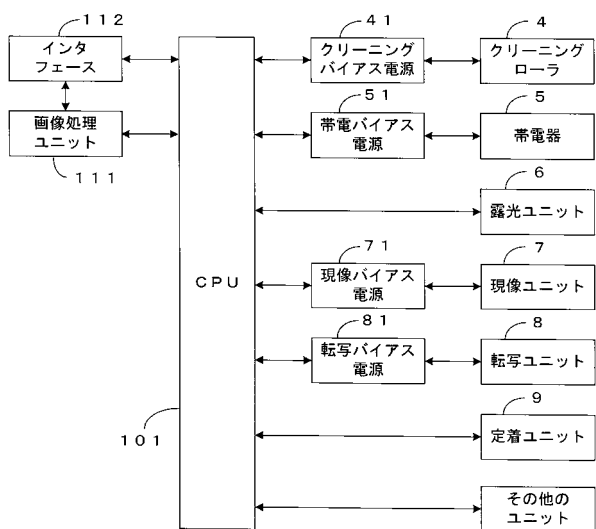 112
インタ
フェース
画像処理
ユニット
111
CPU
101
41
クリーニング
バイアス電源
4
クリーニング
ローラ
51
帯電バイアス
電源
5
帯電器
6
露光ユニット
71
現像バイアス
電源
7
現像ユニット
81
転写バイアス
電源
8
転写ユニット
9
定着ユニット
その他の
ユニット